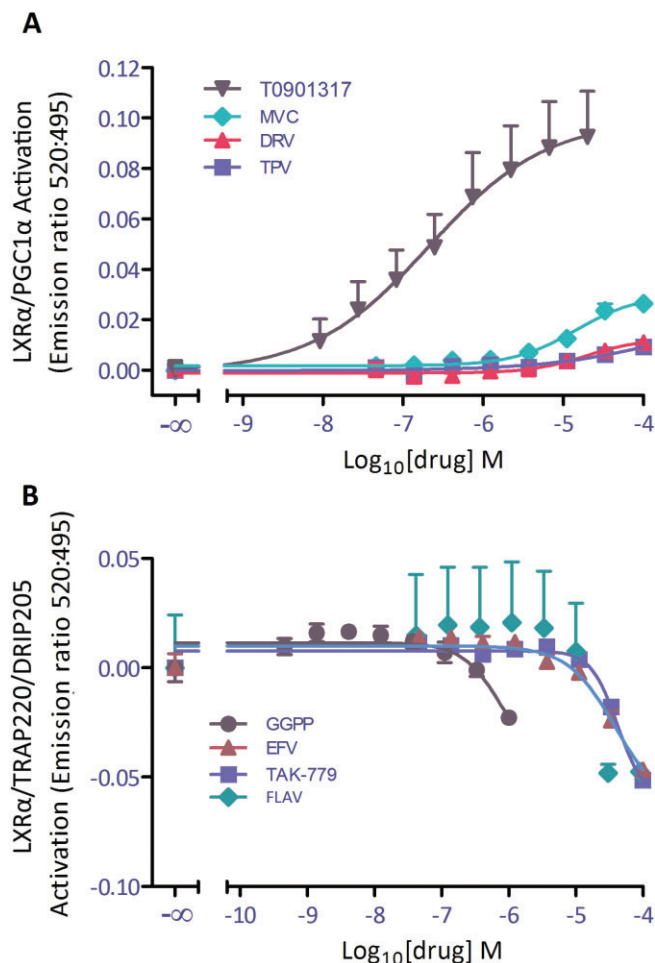 A
LXRα/PGC1α Activation
(Emission ratio 520:495)
0.12
0.10
0.08
0.06
0.04
0.02
0.00
T0901317
MVC
DRV
TPV
-∞ -9 -8 -7 -6 -5 -4
Log10[drug] M
B
LXRα/TRAP220/DRIP205
Activation (Emission ratio 520:495)
0.05
0.00
-0.05
-0.10
GGPP
EFV
TAK-779
FLAV
-∞ -10 -9 -8 -7 -6 -5 -4
Log10[drug] M